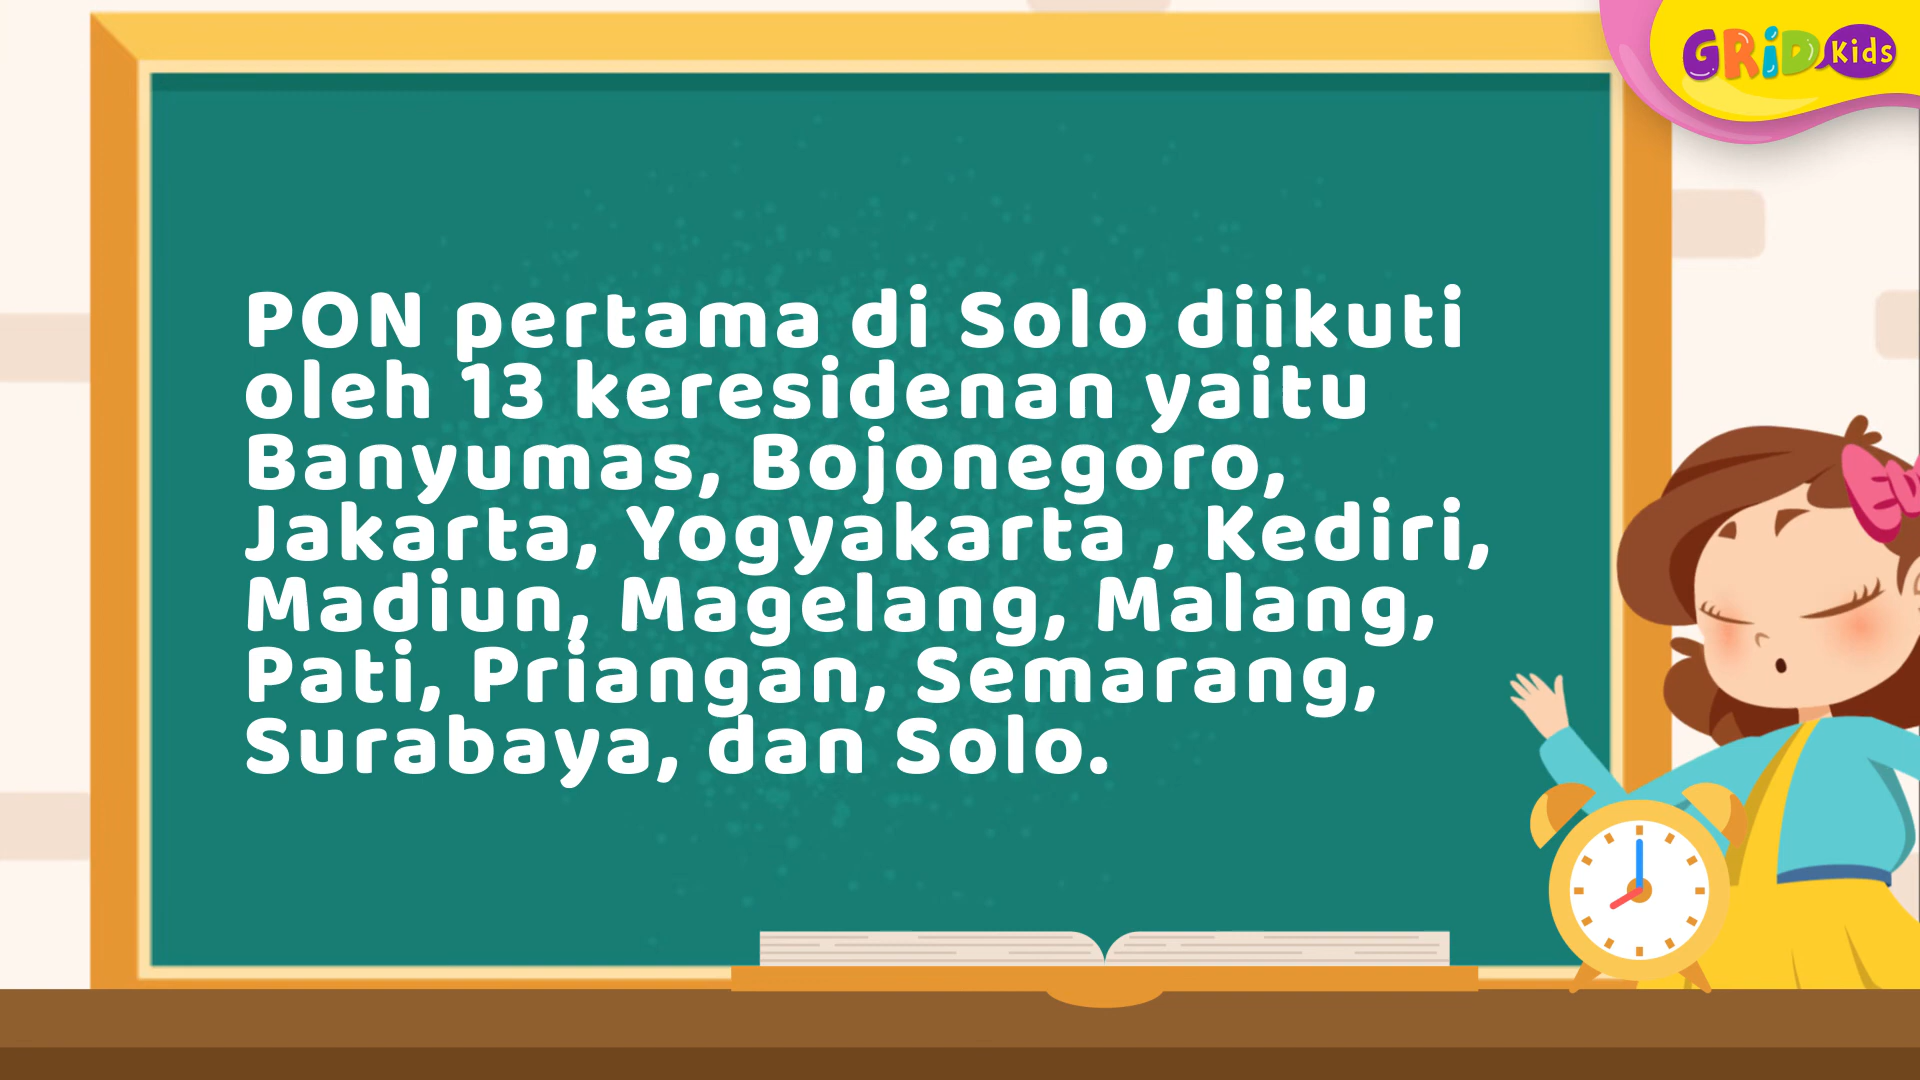 GRiD Kids
PON pertama di Solo diikuti
oleh 13 keresidenan yaitu
Banyumas, Bojonegoro,
Jakarta, Yogyakarta , Kediri,
Madiun, Magelang, Malang,
Pati, Priangan, Semarang,
Surabaya, dan Solo.